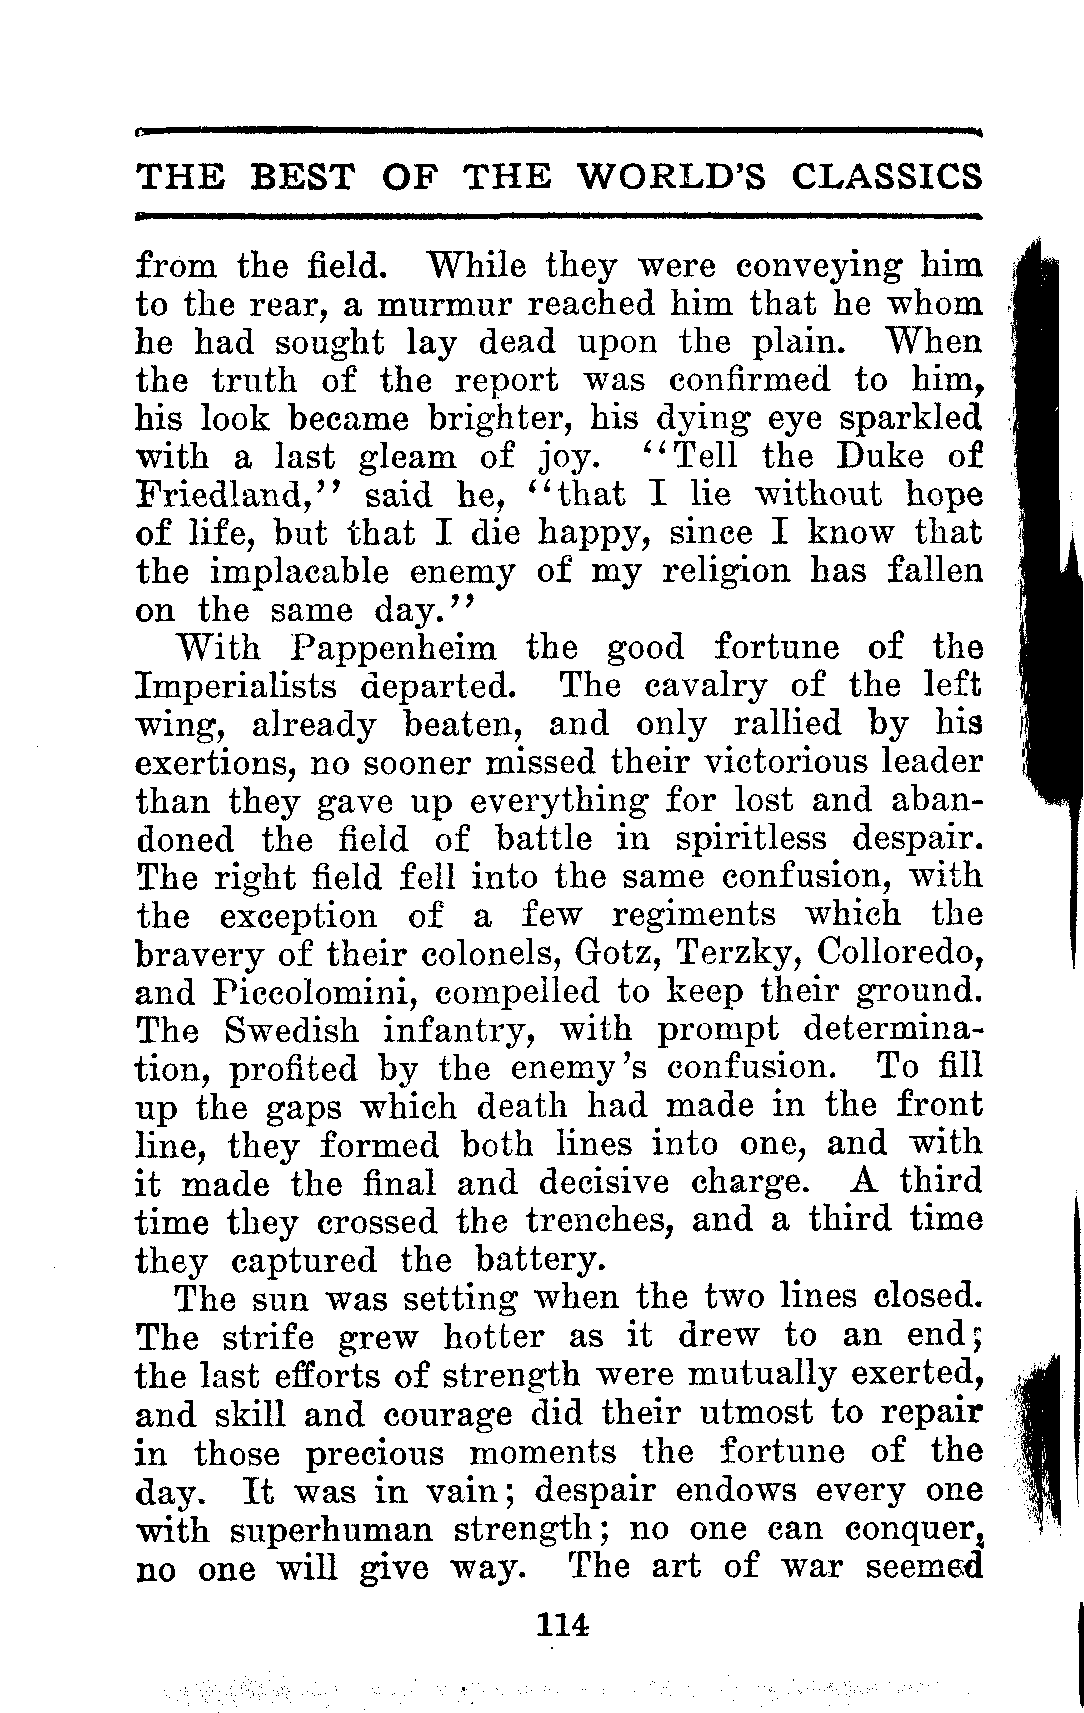 THE BEST OF THE WORLD'S CLASSICS
from the field. While they were conveying him
to the rear, a murmur reached him that he whom
he had sought lay dead upon the plain. When
the truth of the report was confirmed to him,
his look became brighter, his dying eye sparkled
with a last gleam of joy. "Tell the Duke of
Friedland," said he, "that I lie without hope
of life, but that I die happy, since I know that
the implacable enemy of my religion has fallen
on the same day."
With Pappenheim the good fortune of the
Imperialists departed. The cavalry of the left
wing, already beaten, and only rallied by his
exertions, no sooner missed their victorious leader
than they gave up everything for lost and aban-
doned the field of battle in spiritless despair.
The right field fell into the same confusion, with
the exception of a few regiments which the
bravery of their colonels, Gotz, Terzky, Colloredo,
and Piccolomini, compelled to keep their ground.
The Swedish infantry, with prompt determina-
tion, profited by the enemy's confusion. To fill
up the gaps which death had made in the front
line, they formed both lines into one, and with
it made the final and decisive charge. A third
time they crossed the trenches, and a third time
they captured the battery.
The sun was setting when the two lines closed.
The strife grew hotter as it drew to an end;
the last efforts of strength were mutually exerted,
and skill and courage did their utmost to repair
in those precious moments the fortune of the
day. It was in vain; despair endows every one
with superhuman strength; no one can conquer,
no one will give way. The art of war seemed
114